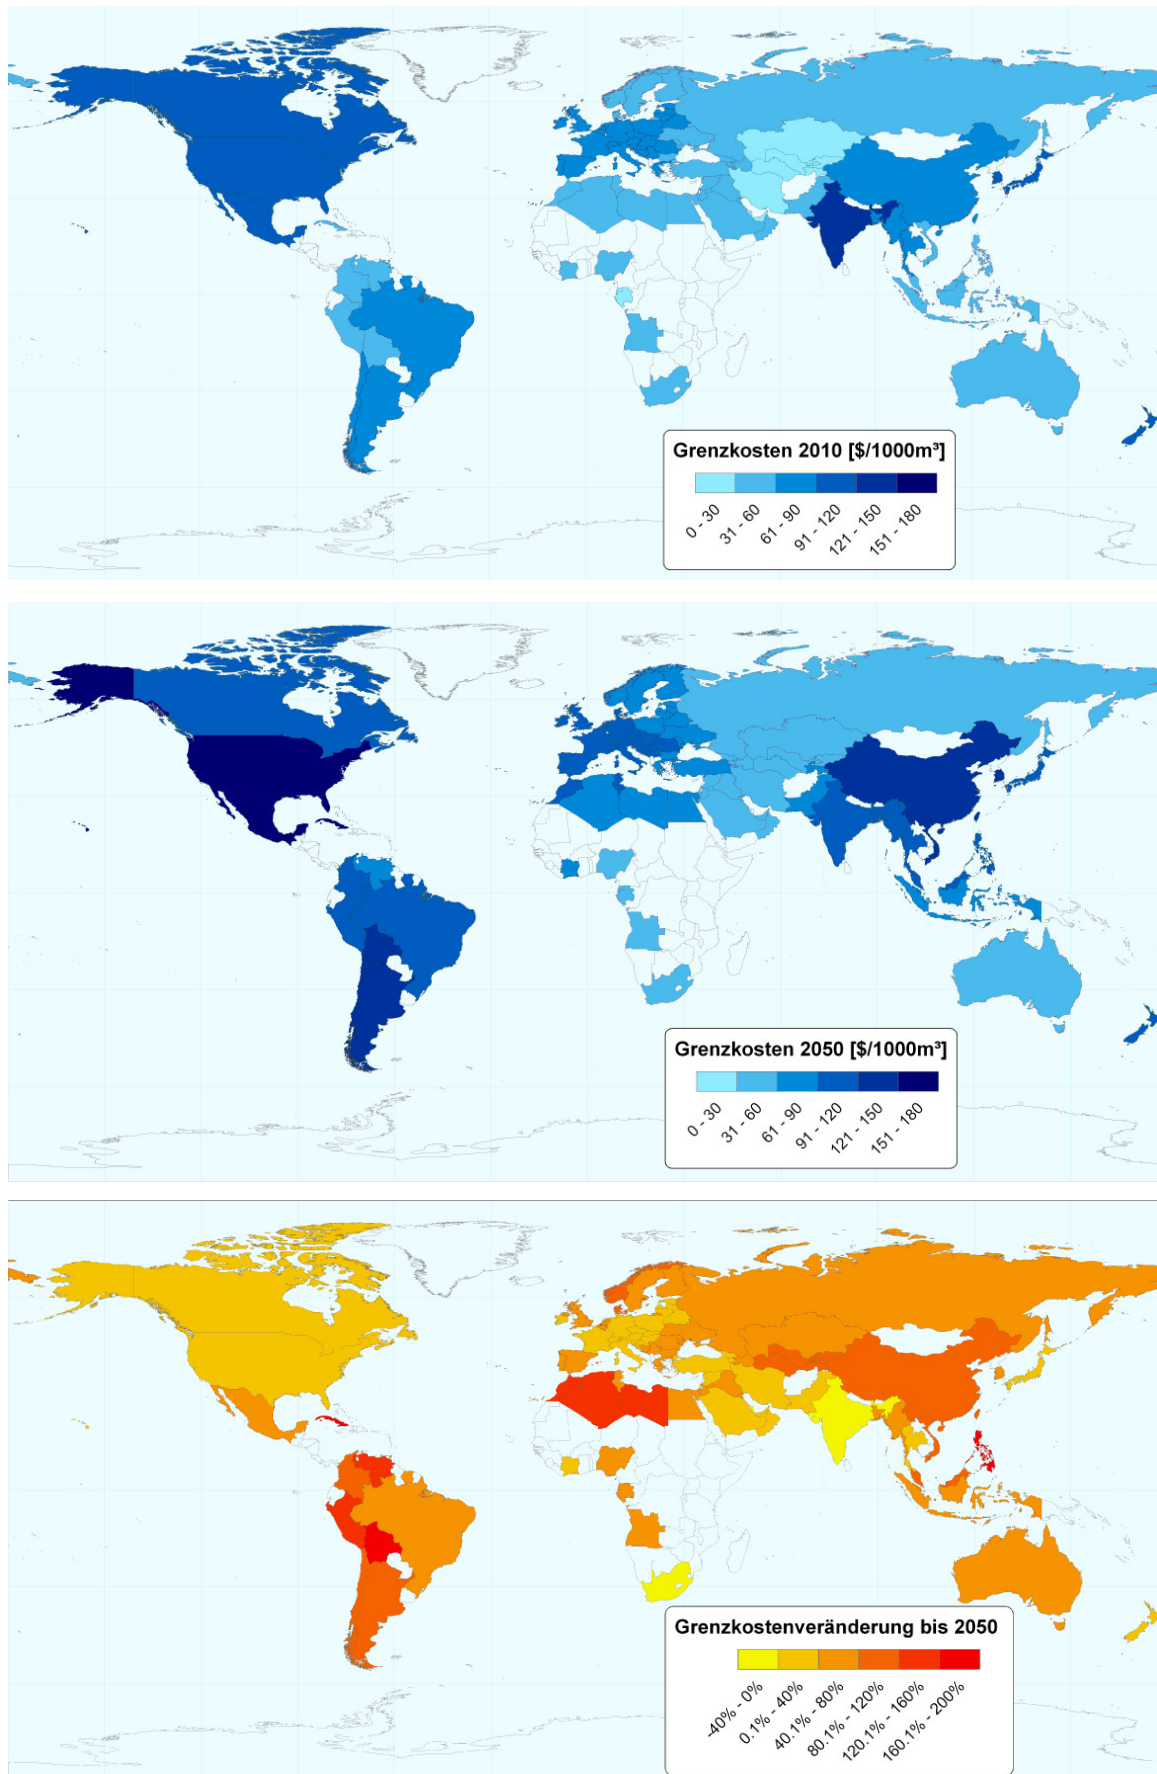 Grenzkosten 2010 [$/1000m³]
0 - 30
31 - 60
61 - 90
91 - 120
121 - 150
151 - 180
Grenzkosten 2050 [$/1000m³]
0 - 30
31 - 60
61 - 90
91 - 120
121 - 150
151 - 180
Grenzkostenveränderung bis 2050
-40% - 0%
0.1% - 40%
40.1% - 80%
80.1% - 120%
120.1% - 160%
160.1% - 200%